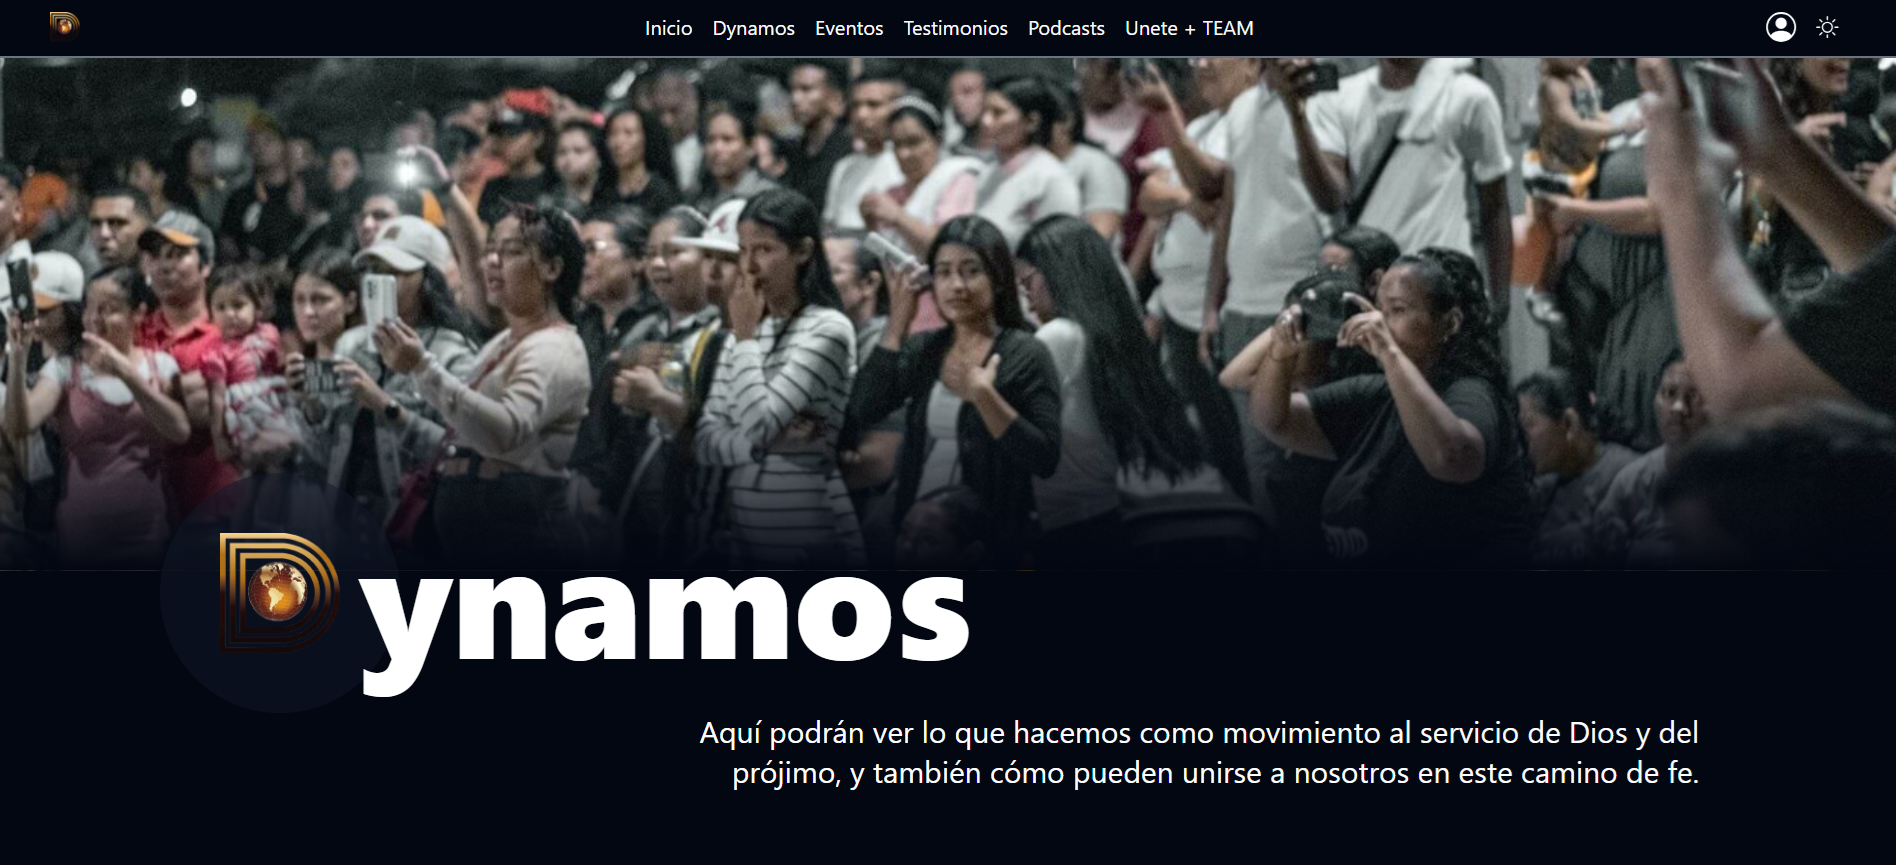 Inicio Dynamos Eventos Testimonios Podcasts Unete + TEAM
Dynamos
Aquí podrán ver lo que hacemos como movimiento al servicio de Dios y del
prójimo, y también cómo pueden unirse a nosotros en este camino de fe.